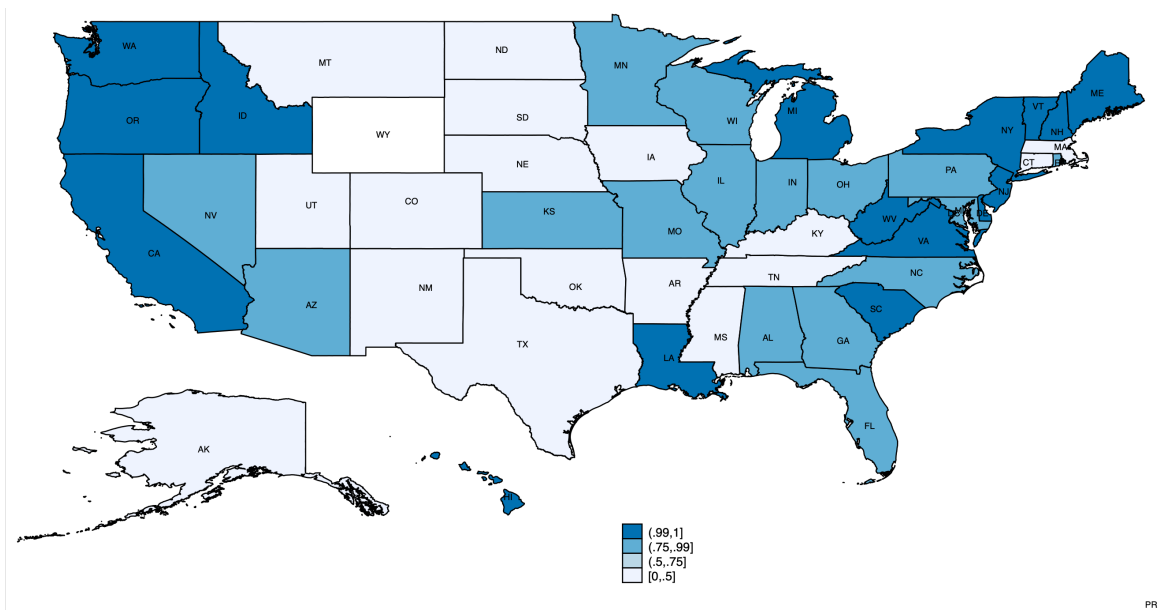 WA
MT
ND
MN
ME
OR
ID
SD
WI
MI
NY
VT
NH
WY
MA
NE
IA
CT
PA
NV
UT
CO
KS
IL
IN
OH
NJ
MO
WV
DE
CA
KY
VA
AZ
NM
OK
AR
TN
NC
TX
LA
MS
AL
GA
SC
AK
FL
HI
(.99,1]
(.75,.99]
(.5,.75]
[0,.5]
PR